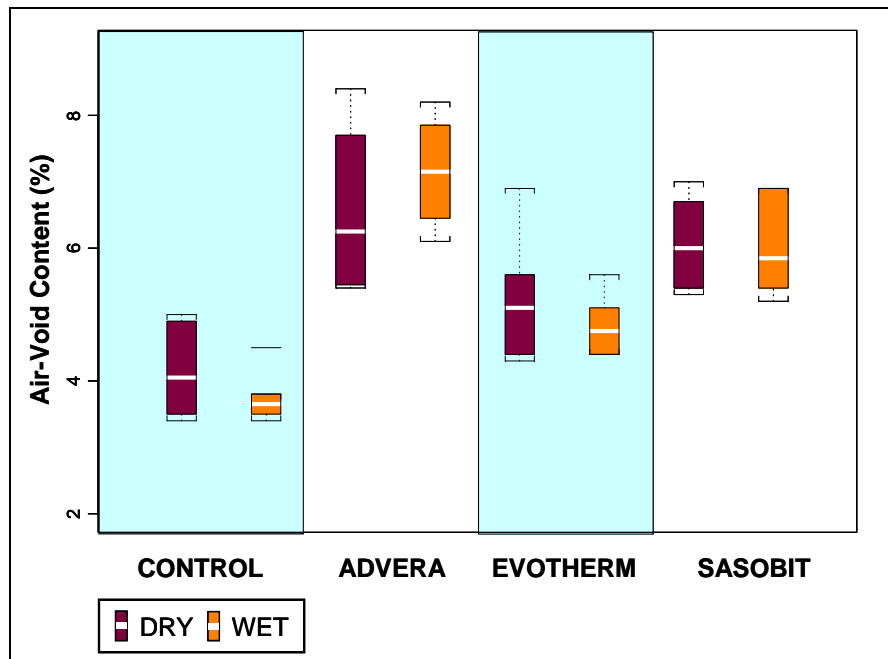 Air-Void Content (%)
8
6
4
2
CONTROL ADVERA EVOTHERM SASOBIT
DRY WET